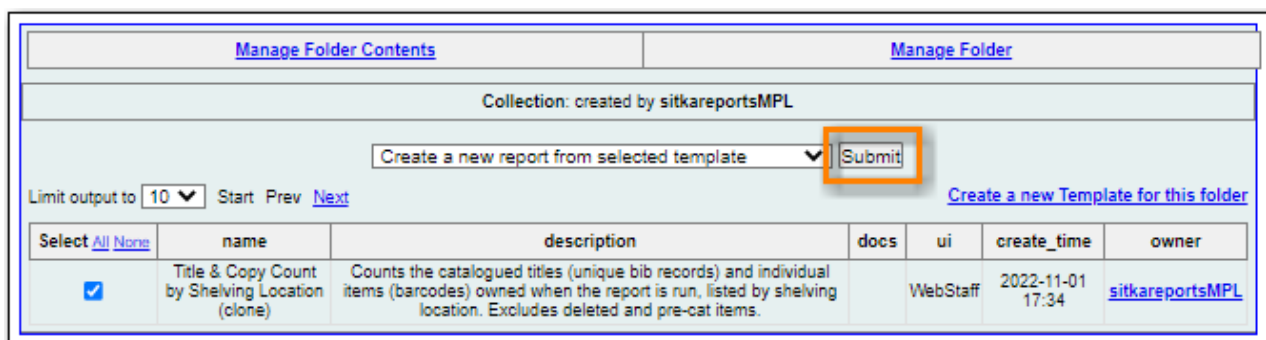 Manage Folder Contents Manage Folder
Collection: created by sitkareportsMPL
Create a new report from selected template Submit
Limit output to 10 Start Prev Next Create a new Template for this folder
Select All None name description docs ui create_time owner
Title & Copy Count
by Shelving Location
(clone)
Counts the catalogued titles (unique bib records) and individual
items (barcodes) owned when the report is run, listed by shelving
location. Excludes deleted and pre-cat items.
WebStaff
2022-11-01
17:34
sitkareportsMPL